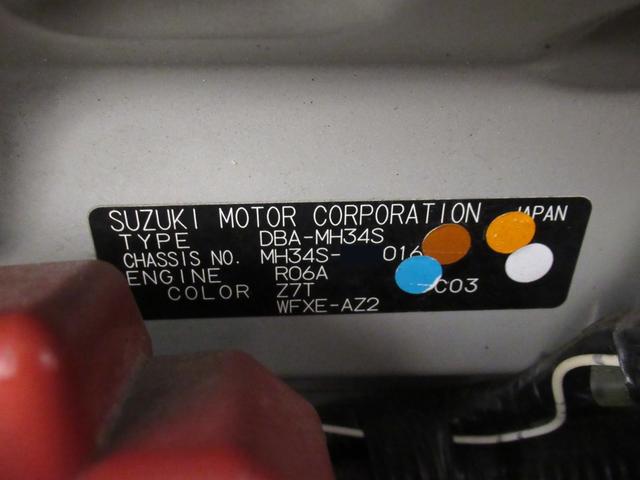 SUZUKI MOTOR CORPORATION JAPAN
TYPE DBA-MH34S
CHASSIS NO. MH34S- 016
ENGINE R06A
COLOR Z7T -C03
WFXE-AZ2